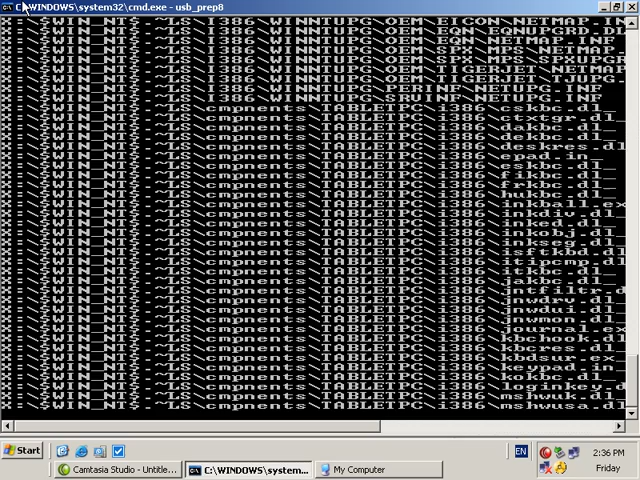 C:\WINDOWS\system32\cmd.exe - usb_prep8
x:\$WIN_NT$.~LS\I386\WINNTUPG\OEM\EICON\NETMAP.IN
x:\$WIN_NT$.~LS\I386\WINNTUPG\OEM\EQN\EQNUPGRD.DL
x:\$WIN_NT$.~LS\I386\WINNTUPG\OEM\SPX\MPS\NETMAP.
x:\$WIN_NT$.~LS\I386\WINNTUPG\OEM\SPX\MPS\SPXUPGR
x:\$WIN_NT$.~LS\I386\WINNTUPG\OEM\TIGERJET\NETMAP
x:\$WIN_NT$.~LS\I386\WINNTUPG\OEM\TIGERJET\TJUPG.
x:\$WIN_NT$.~LS\I386\WINNTUPG\PERINF\NETUPG.INF
x:\$WIN_NT$.~LS\I386\WINNTUPG\SRVINF\NETUPG.INF
x:\$WIN_NT$.~LS\cmpnents\TABLETPC\i386\cskbc.dl_
x:\$WIN_NT$.~LS\cmpnents\TABLETPC\i386\ctxtgr.dl_
x:\$WIN_NT$.~LS\cmpnents\TABLETPC\i386\dakbc.dl_
x:\$WIN_NT$.~LS\cmpnents\TABLETPC\i386\dekbc.dl_
x:\$WIN_NT$.~LS\cmpnents\TABLETPC\i386\deskres.dl
x:\$WIN_NT$.~LS\cmpnents\TABLETPC\i386\epad.in_
x:\$WIN_NT$.~LS\cmpnents\TABLETPC\i386\eskbc.dl_
x:\$WIN_NT$.~LS\cmpnents\TABLETPC\i386\fikbc.dl_
x:\$WIN_NT$.~LS\cmpnents\TABLETPC\i386\frkbc.dl_
x:\$WIN_NT$.~LS\cmpnents\TABLETPC\i386\hukbc.dl_
x:\$WIN_NT$.~LS\cmpnents\TABLETPC\i386\inkball.ex
x:\$WIN_NT$.~LS\cmpnents\TABLETPC\i386\inkdiv.dl_
x:\$WIN_NT$.~LS\cmpnents\TABLETPC\i386\inked.dl_
x:\$WIN_NT$.~LS\cmpnents\TABLETPC\i386\inkobj.dl_
x:\$WIN_NT$.~LS\cmpnents\TABLETPC\i386\inkseg.dl_
x:\$WIN_NT$.~LS\cmpnents\TABLETPC\i386\isftkbd.dl
x:\$WIN_NT$.~LS\cmpnents\TABLETPC\i386\isipcmp.dl
x:\$WIN_NT$.~LS\cmpnents\TABLETPC\i386\itkbc.dl_
x:\$WIN_NT$.~LS\cmpnents\TABLETPC\i386\jakbc.dl_
x:\$WIN_NT$.~LS\cmpnents\TABLETPC\i386\jntfiltr.d
x:\$WIN_NT$.~LS\cmpnents\TABLETPC\i386\jnwdrv.dl_
x:\$WIN_NT$.~LS\cmpnents\TABLETPC\i386\jnwdui.dl_
x:\$WIN_NT$.~LS\cmpnents\TABLETPC\i386\jnwmon.dl_
x:\$WIN_NT$.~LS\cmpnents\TABLETPC\i386\journal.ex
x:\$WIN_NT$.~LS\cmpnents\TABLETPC\i386\kbchook.dl
x:\$WIN_NT$.~LS\cmpnents\TABLETPC\i386\kbcres.dl_
x:\$WIN_NT$.~LS\cmpnents\TABLETPC\i386\kbdsur.ex_
x:\$WIN_NT$.~LS\cmpnents\TABLETPC\i386\keypad.in_
x:\$WIN_NT$.~LS\cmpnents\TABLETPC\i386\kokbc.dl_
x:\$WIN_NT$.~LS\cmpnents\TABLETPC\i386\loginkey.d
x:\$WIN_NT$.~LS\cmpnents\TABLETPC\i386\mshwuk.dl_
x:\$WIN_NT$.~LS\cmpnents\TABLETPC\i386\mshwusa.dl
Start
EN
2:36 PM
Camtasia Studio - Untitle...
C:\WINDOWS\system...
My Computer
Friday